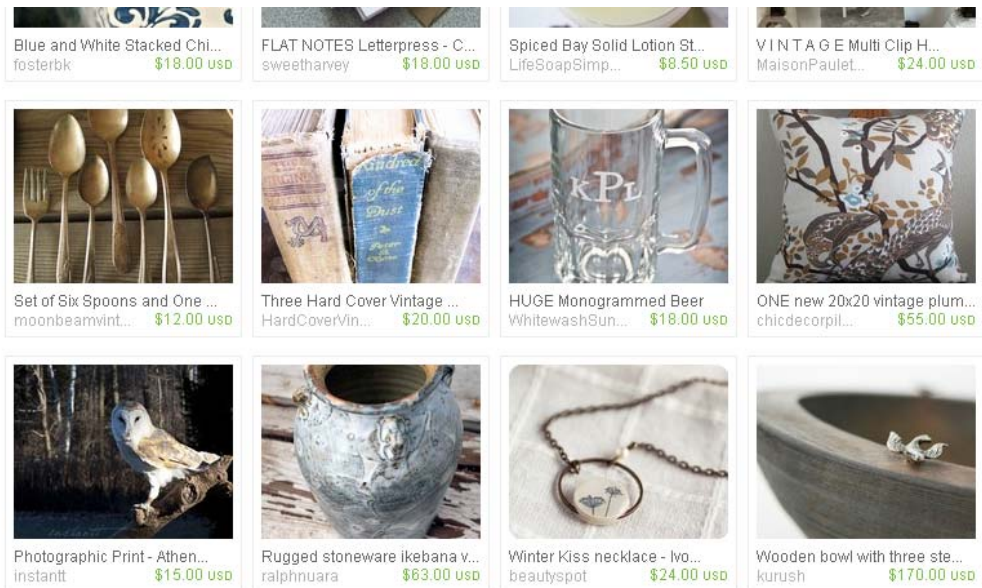 Blue and White Stacked Chi...
fosterbk $18.00 USD
FLAT NOTES Letterpress - C...
sweetharvey $18.00 USD
Spiced Bay Solid Lotion St...
LifeSoapSimp... $8.50 USD
V I N T A G E Multi Clip H...
MaisonPaulet... $24.00 USD
Set of Six Spoons and One ...
moonbeamvint... $12.00 USD
Kindred
of the
Dust
Three Hard Cover Vintage ...
HardCoverVin... $20.00 USD
KPL
HUGE Monogrammed Beer
WhitewashSun... $18.00 USD
ONE new 20x20 vintage plum...
chicdecorpil... $55.00 USD
Photographic Print - Athen...
instantt $15.00 USD
Rugged stoneware ikebana v...
ralphnuara $63.00 USD
Winter Kiss necklace - Ivo...
beautyspot $24.00 USD
Wooden bowl with three ste...
kurush $170.00 USD